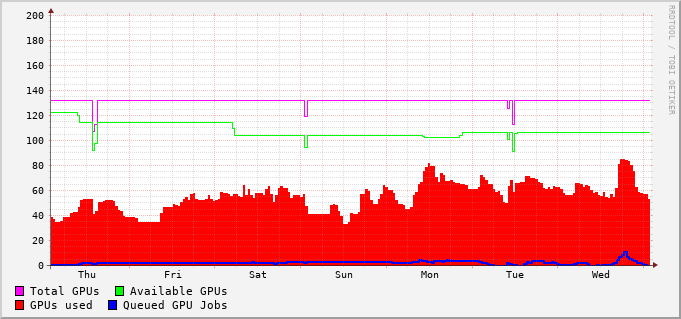 200
180
160
140
120
100
80
60
40
20
0
Thu Fri Sat Sun Mon Tue Wed
Total GPUs Available GPUs
GPUs used Queued GPU Jobs
RRDTOOL / TOBI OETIKER